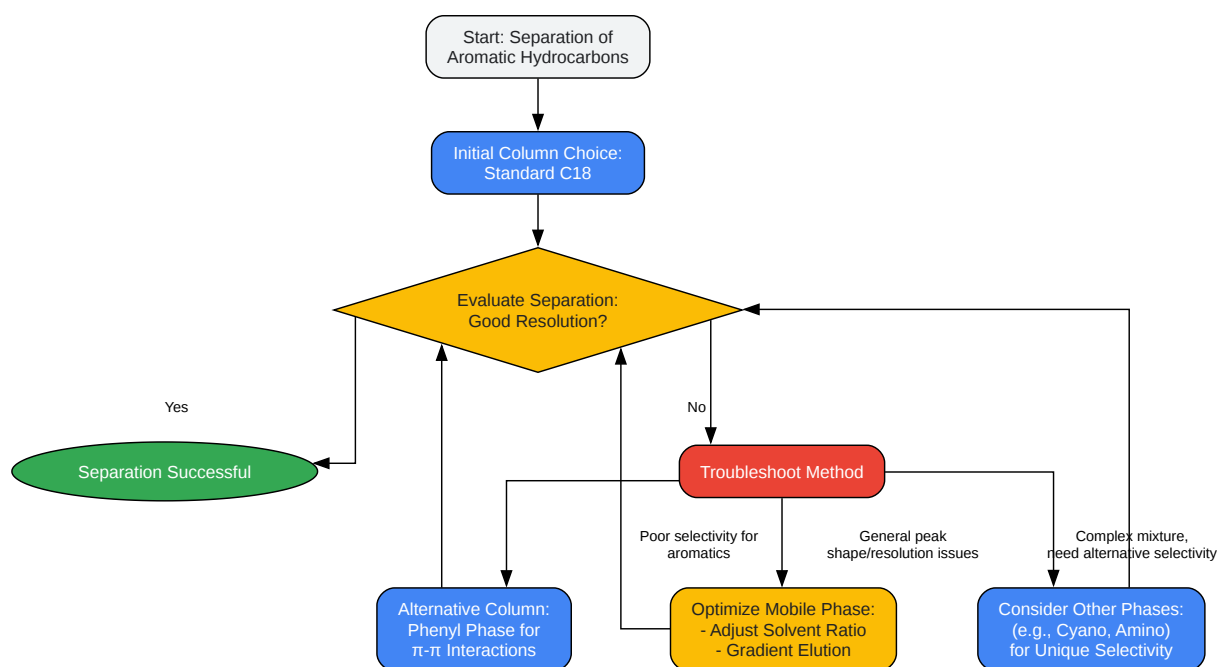 Start: Separation of
Aromatic Hydrocarbons
Initial Column Choice:
Standard C18
Evaluate Separation:
Good Resolution?
Yes
No
Separation Successful
Troubleshoot Method
Poor selectivity for
aromatics
General peak
shape/resolution issues
Complex mixture,
need alternative selectivity
Alternative Column:
Phenyl Phase for
π-π Interactions
Optimize Mobile Phase:
- Adjust Solvent Ratio
- Gradient Elution
Consider Other Phases:
(e.g., Cyano, Amino)
for Unique Selectivity